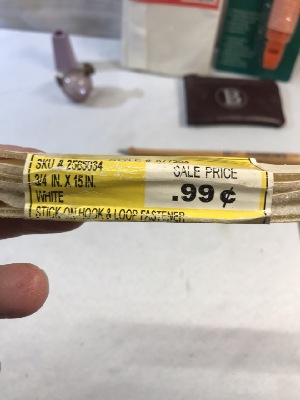 SKU # 2565034
3/4 IN. X 15 IN.
WHITE
STICK ON HOOK & LOOP FASTENER
SALE PRICE
.99¢
B